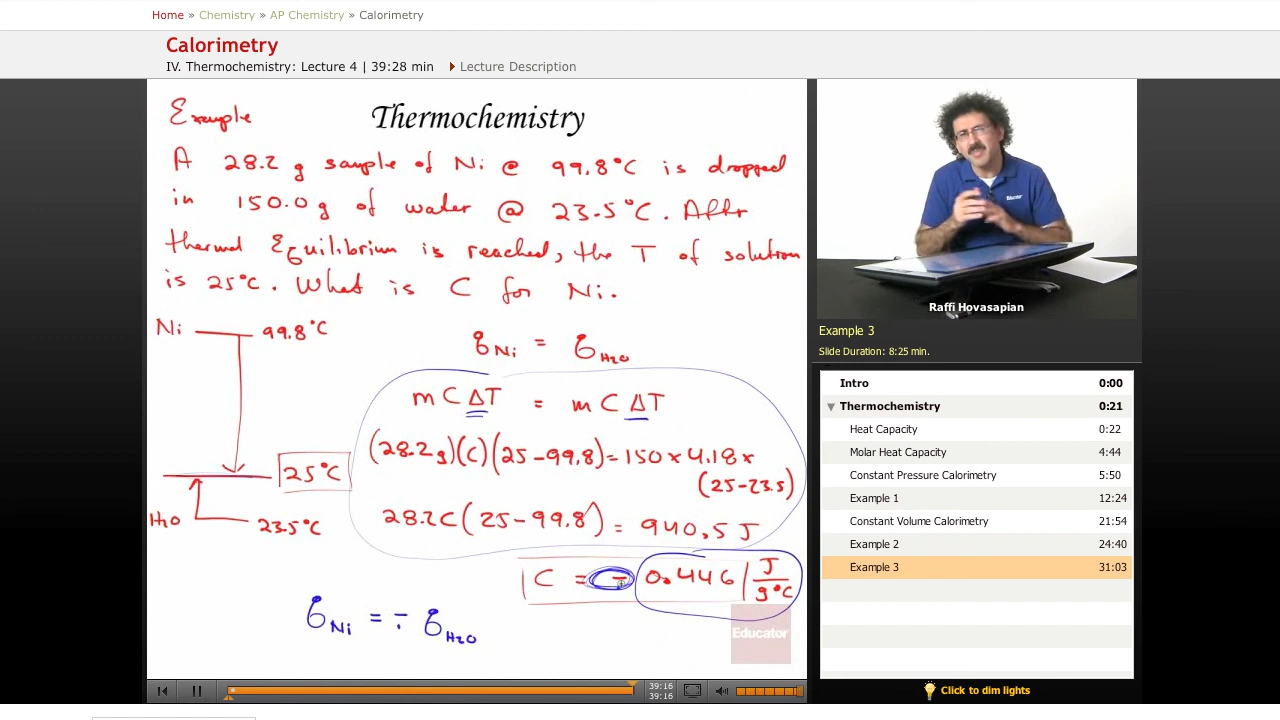 Home » Chemistry » AP Chemistry » Calorimetry
Calorimetry
IV. Thermochemistry: Lecture 4 | 39:28 min Lecture Description
Example Thermochemistry
A 28.2 g sample of Ni @ 99.8°C is dropped
in 150.0 g of water @ 23.5°C. After
thermal Equilibrium is reached, the T of solution
is 25°C. What is C for Ni.
Ni 99.8°C
q Ni = q H2O
m C ΔT = m C ΔT
(28.2g)(C)(25-99.8) = 150 × 4.18 ×
(25-23.5)
25°C
28.2C(25-99.8) = 940.5 J
H2O 23.5°C
C = - 0.446 J/g°C
q Ni = - q H2O
Educator
39:16
39:16
Educator
Raffi Hovasapian
Example 3
Slide Duration: 8:25 min.
Intro 0:00
Thermochemistry 0:21
Heat Capacity 0:22
Molar Heat Capacity 4:44
Constant Pressure Calorimetry 5:50
Example 1 12:24
Constant Volume Calorimetry 21:54
Example 2 24:40
Example 3 31:03
Click to dim lights